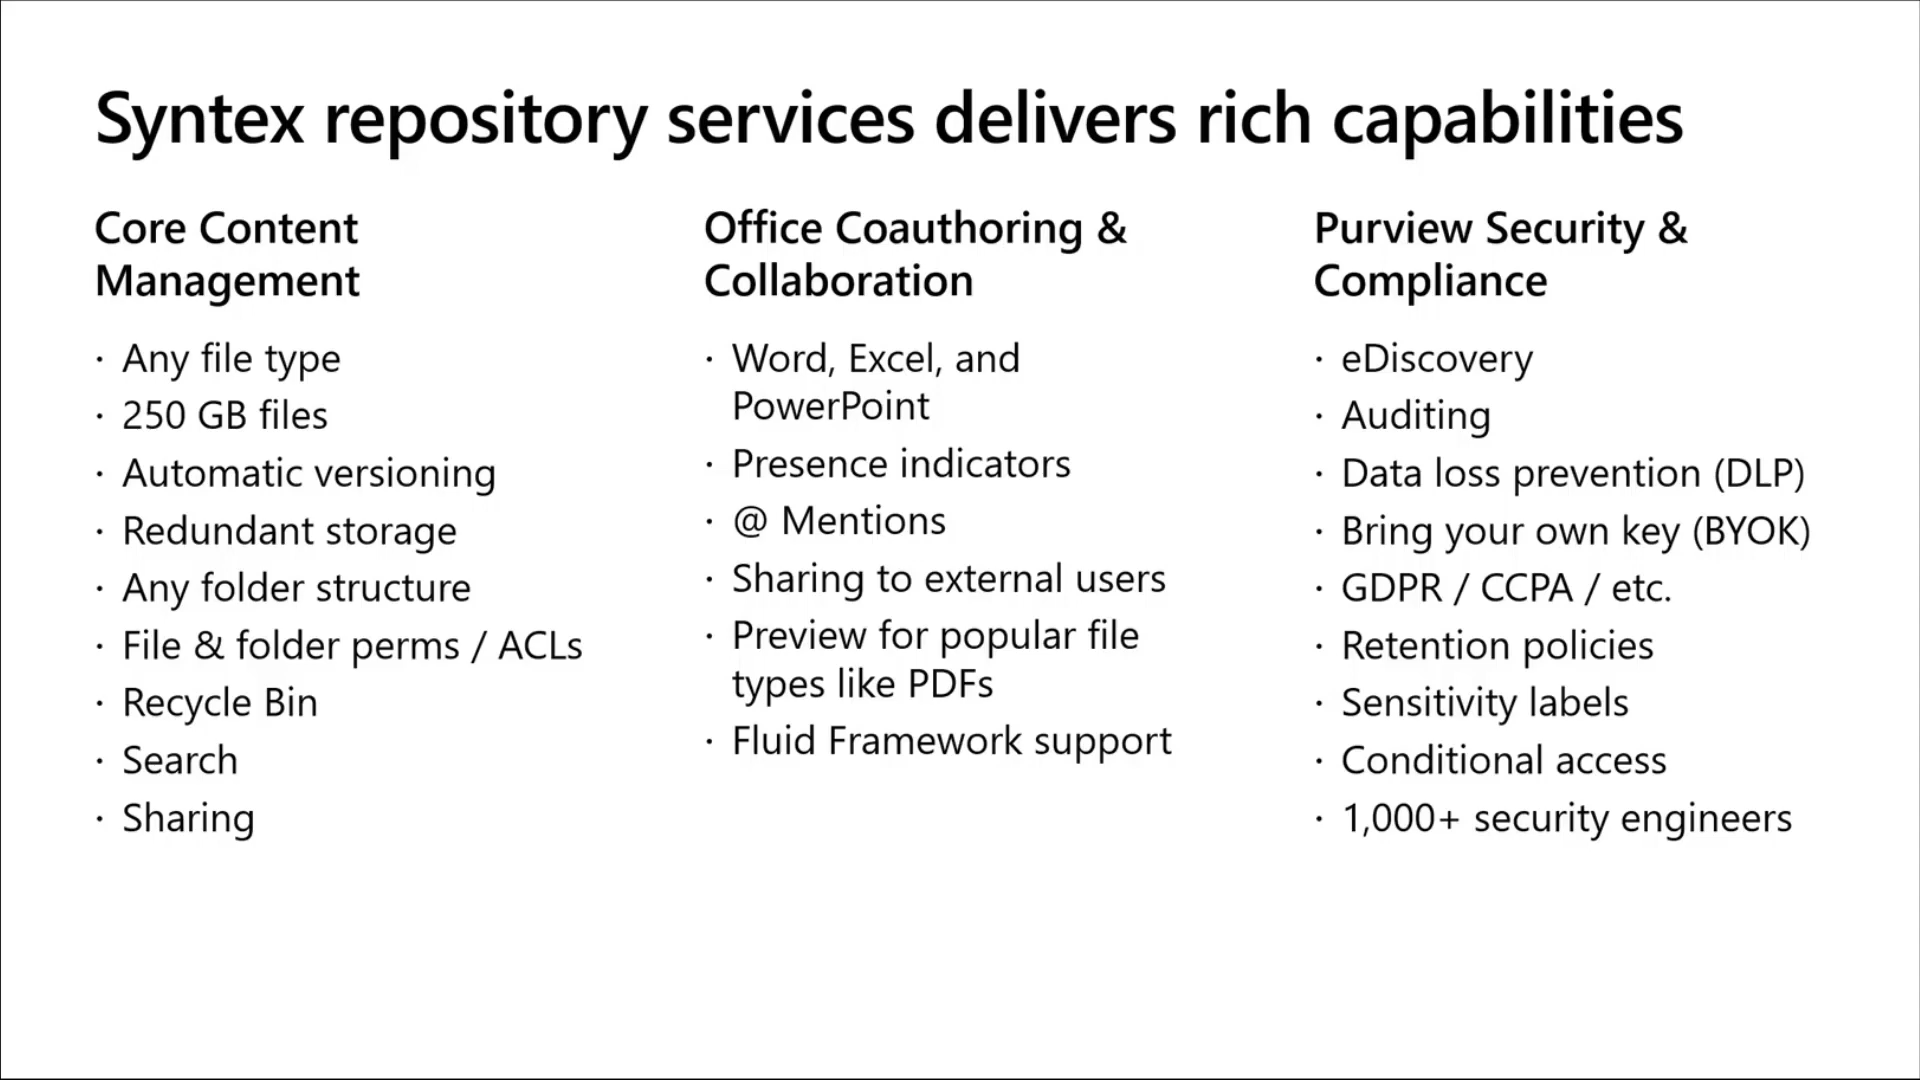 Syntex repository services delivers rich capabilities
Core Content
Management
· Any file type
· 250 GB files
· Automatic versioning
· Redundant storage
· Any folder structure
· File & folder perms / ACLs
· Recycle Bin
· Search
· Sharing
Office Coauthoring &
Collaboration
· Word, Excel, and
PowerPoint
· Presence indicators
· @ Mentions
· Sharing to external users
· Preview for popular file
types like PDFs
· Fluid Framework support
Purview Security &
Compliance
· eDiscovery
· Auditing
· Data loss prevention (DLP)
· Bring your own key (BYOK)
· GDPR / CCPA / etc.
· Retention policies
· Sensitivity labels
· Conditional access
· 1,000+ security engineers